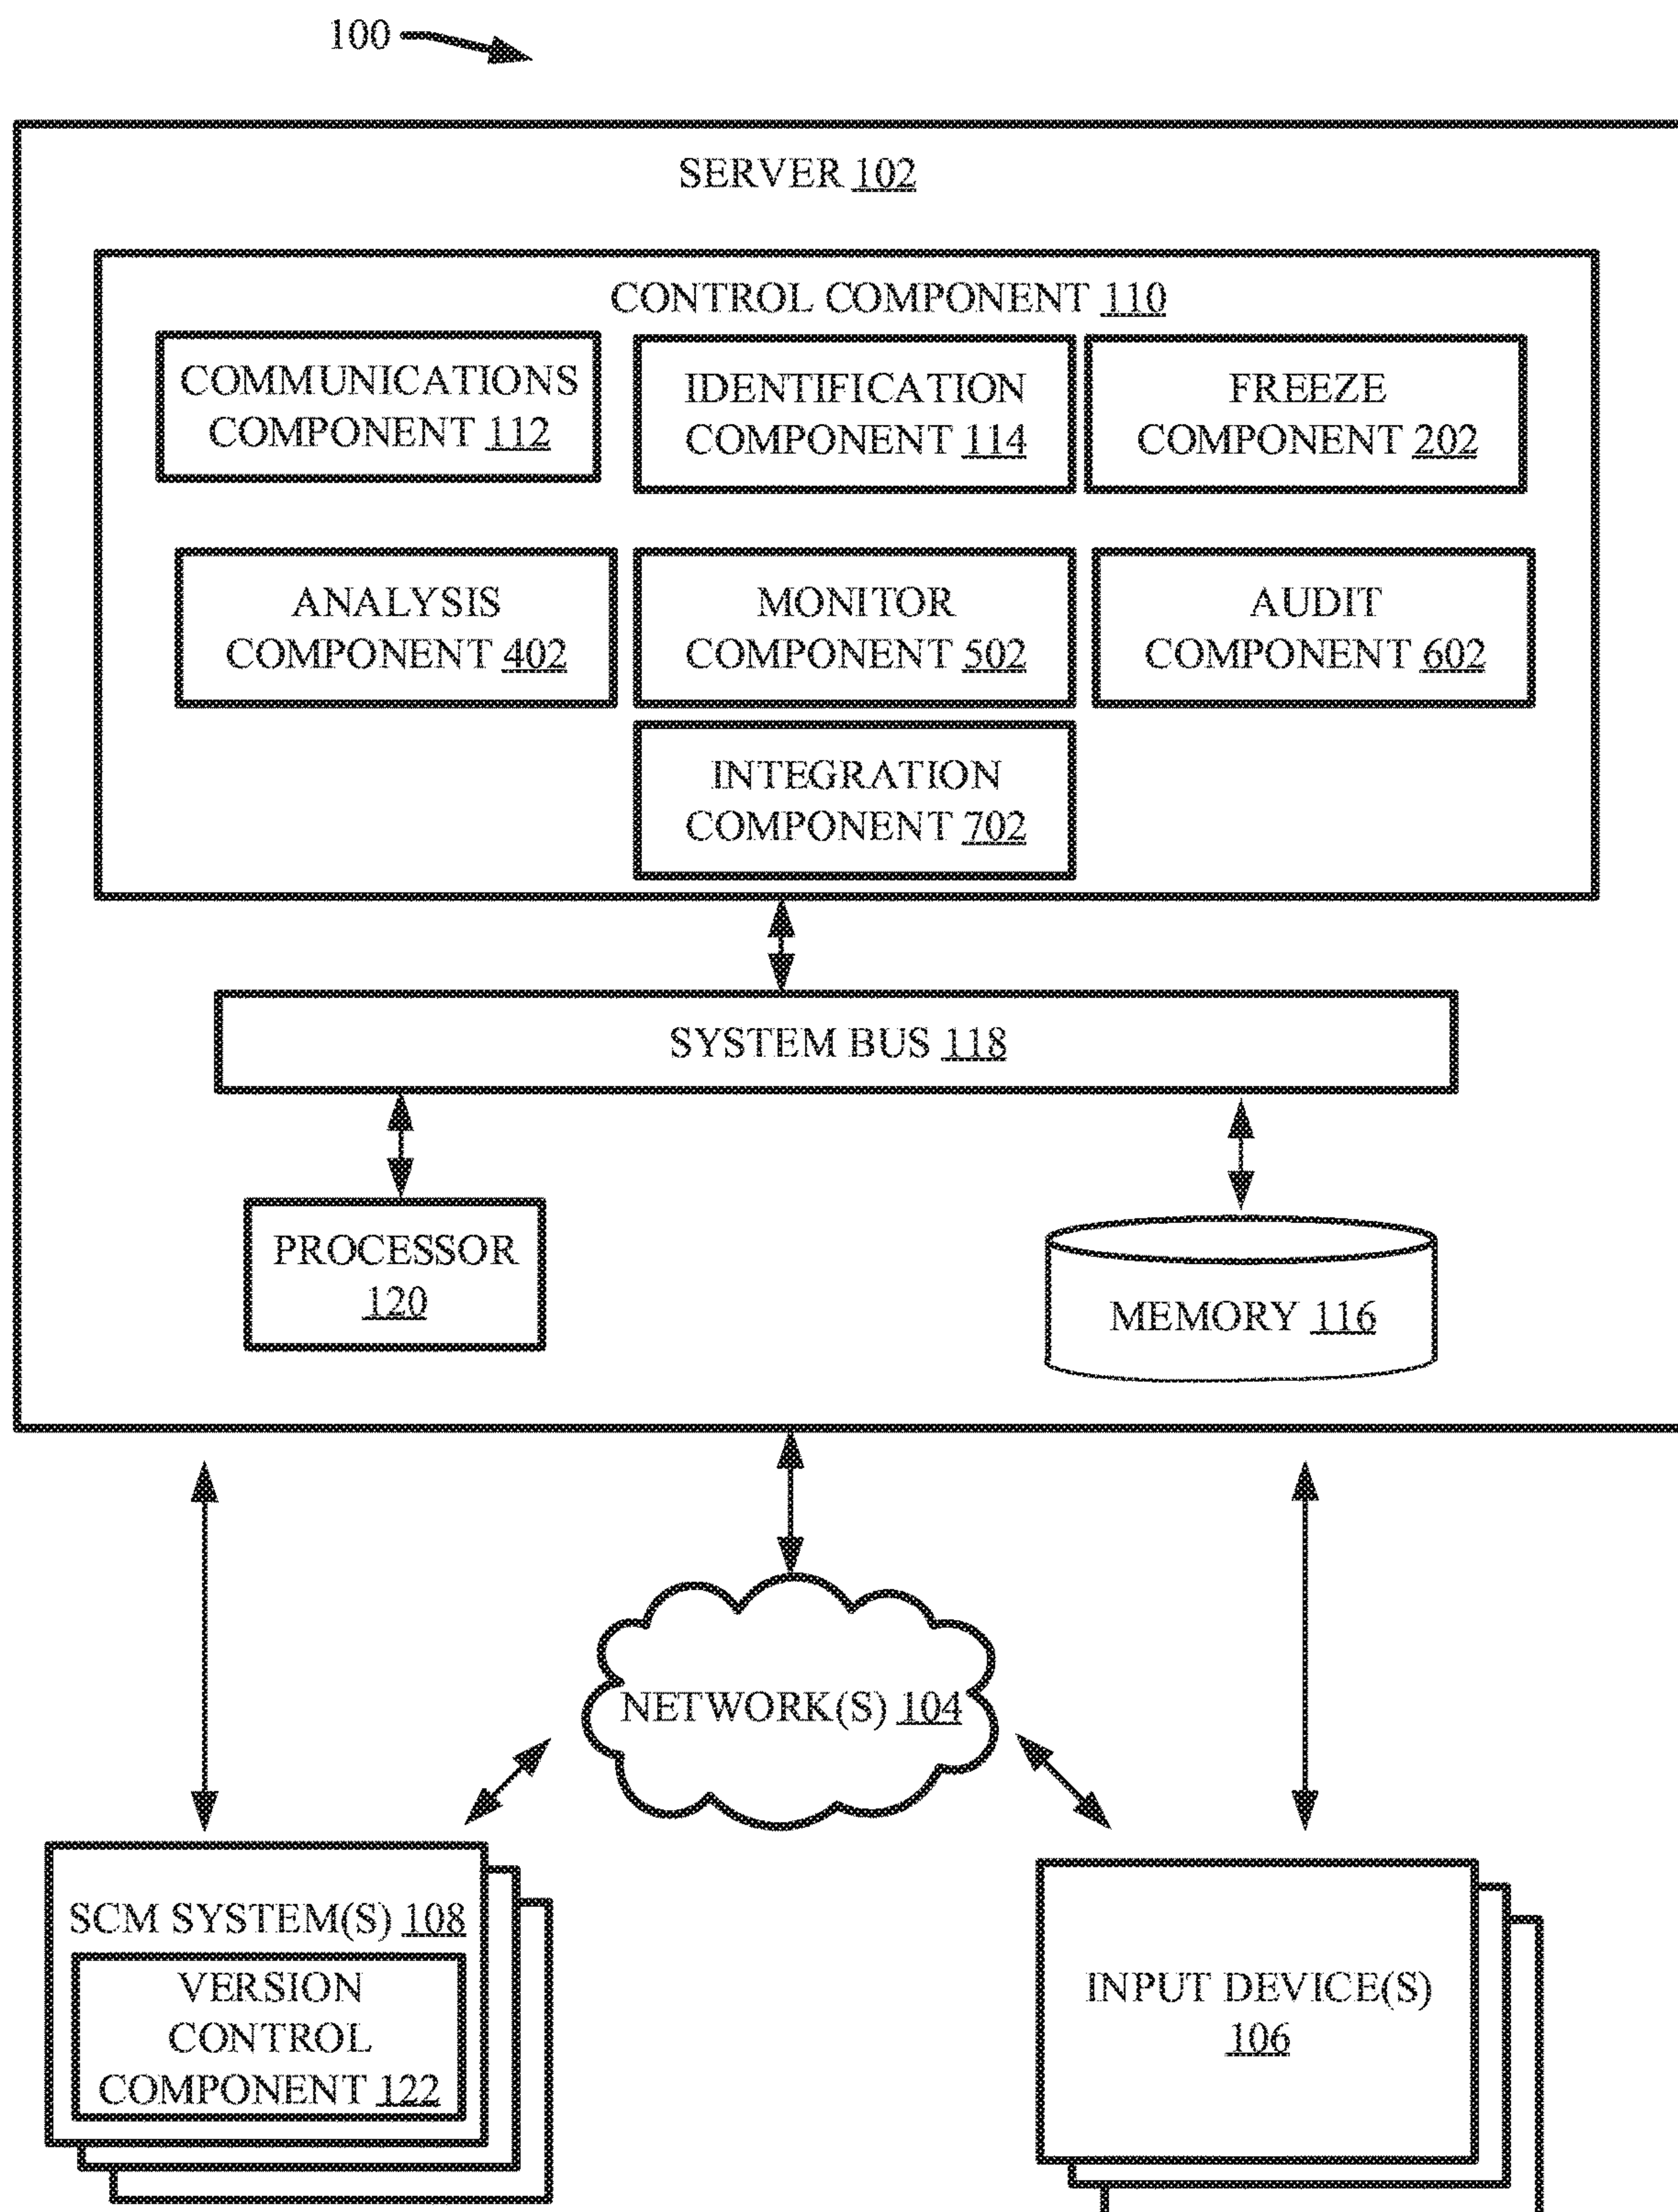 100
SERVER 102
CONTROL COMPONENT 110
COMMUNICATIONS
COMPONENT 112
IDENTIFICATION
COMPONENT 114
FREEZE
COMPONENT 202
ANALYSIS
COMPONENT 402
MONITOR
COMPONENT 502
AUDIT
COMPONENT 602
INTEGRATION
COMPONENT 702
SYSTEM BUS 118
PROCESSOR
120
MEMORY 116
NETWORK(S) 104
SCM SYSTEM(S) 108
VERSION
CONTROL
COMPONENT 122
INPUT DEVICE(S)
106